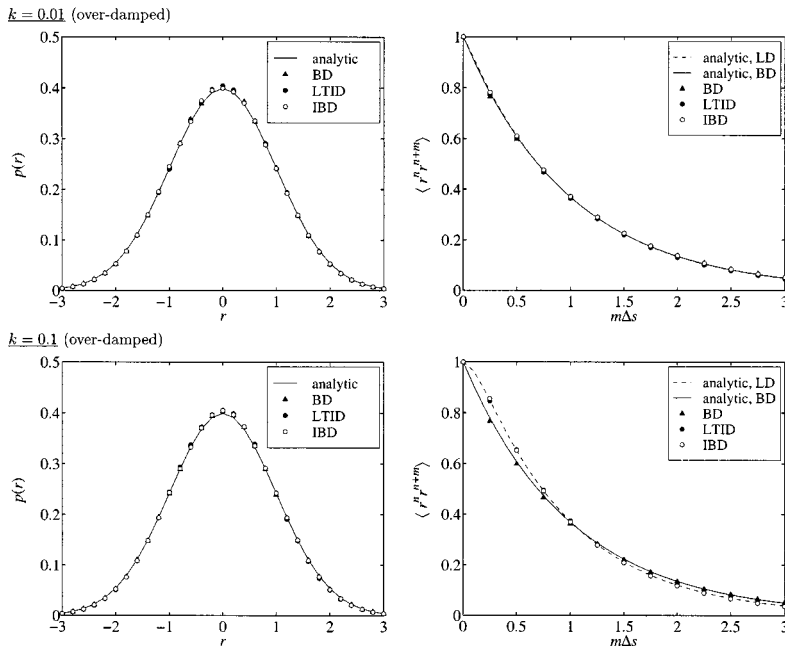 k = 0.01 (over-damped)
p(r)
0.5
0.4
0.3
0.2
0.1
0
−3
−2
−1
0
1
2
3
r
analytic
BD
LTID
IBD
⟨ rⁿrⁿ⁺ᵐ ⟩
1
0.8
0.6
0.4
0.2
0
0
0.5
1
1.5
2
2.5
3
mΔs
analytic, LD
analytic, BD
BD
LTID
IBD
k = 0.1 (over-damped)
p(r)
0.5
0.4
0.3
0.2
0.1
0
−3
−2
−1
0
1
2
3
r
analytic
BD
LTID
IBD
⟨ rⁿrⁿ⁺ᵐ ⟩
1
0.8
0.6
0.4
0.2
0
0
0.5
1
1.5
2
2.5
3
mΔs
analytic, LD
analytic, BD
BD
LTID
IBD